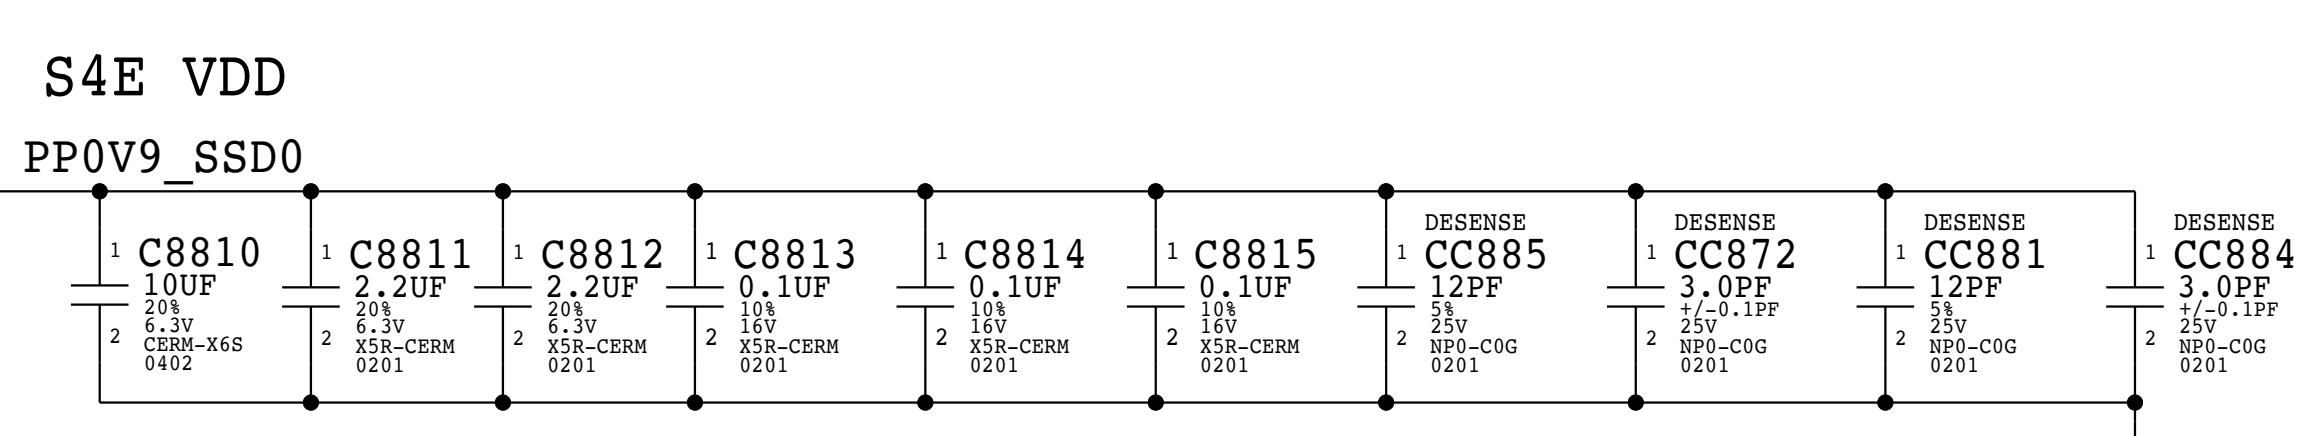 S4E VDD
PP0V9_SSD0
1
C8810
10UF
20%
6.3V
2
CERM-X6S
0402
1
C8811
2.2UF
20%
6.3V
2
X5R-CERM
0201
1
C8812
2.2UF
20%
6.3V
2
X5R-CERM
0201
1
C8813
0.1UF
10%
16V
2
X5R-CERM
0201
1
C8814
0.1UF
10%
16V
2
X5R-CERM
0201
1
C8815
0.1UF
10%
16V
2
X5R-CERM
0201
DESENSE
1
CC885
12PF
5%
25V
2
NP0-C0G
0201
DESENSE
1
CC872
3.0PF
+/-0.1PF
25V
2
NP0-C0G
0201
DESENSE
1
CC881
12PF
5%
25V
2
NP0-C0G
0201
DESENSE
1
CC884
3.0PF
+/-0.1PF
25V
2
NP0-C0G
0201